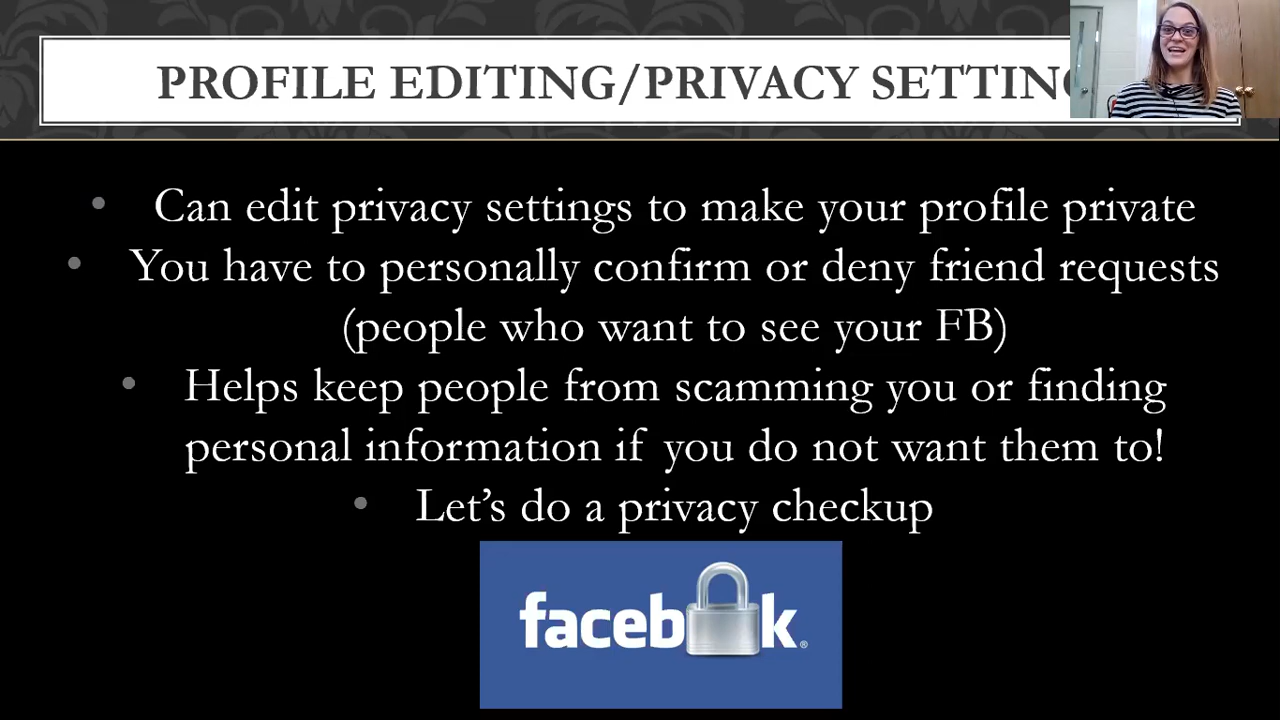 PROFILE EDITING/PRIVACY SETTIN
• Can edit privacy settings to make your profile private
• You have to personally confirm or deny friend requests
(people who want to see your FB)
• Helps keep people from scamming you or finding
personal information if you do not want them to!
• Let's do a privacy checkup
facebook®